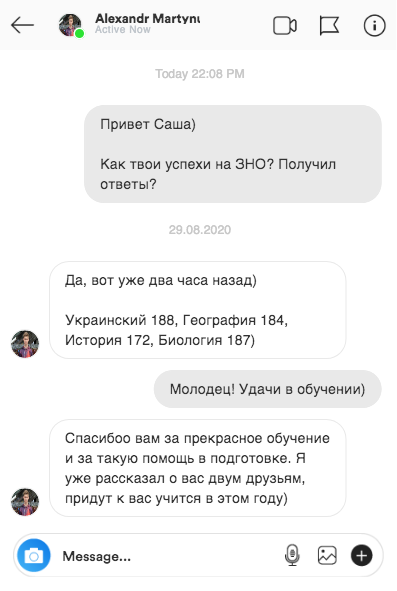 Alexandr Martynu
Active Now
Today 22:08 PM
Привет Саша)
Как твои успехи на ЗНО? Получил
ответы?
29.08.2020
Да, вот уже два часа назад)
Украинский 188, География 184,
История 172, Биология 187)
Молодец! Удачи в обучении)
Спасибоо вам за прекрасное обучение
и за такую помощь в подготовке. Я
уже рассказал о вас двум друзьям,
придут к вас учится в этом году)
Message...